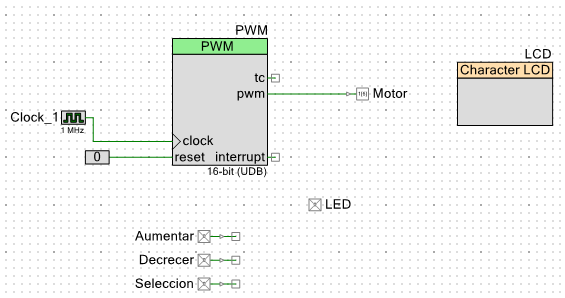 PWM
PWM
tc
pwm
Motor
Clock_1
1 MHz
clock
0
reset
interrupt
16-bit (UDB)
LCD
Character LCD
LED
Aumentar
Decrecer
Seleccion